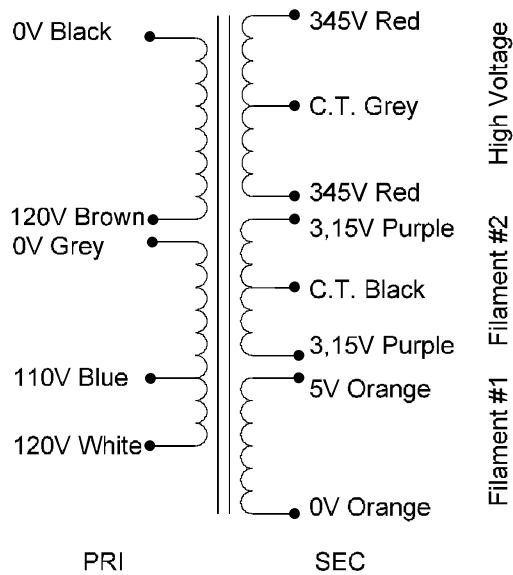 0V Black
120V Brown
0V Grey
110V Blue
120V White
PRI
345V Red
C.T. Grey
345V Red
3,15V Purple
C.T. Black
3,15V Purple
5V Orange
0V Orange
SEC
High Voltage
Filament #2
Filament #1